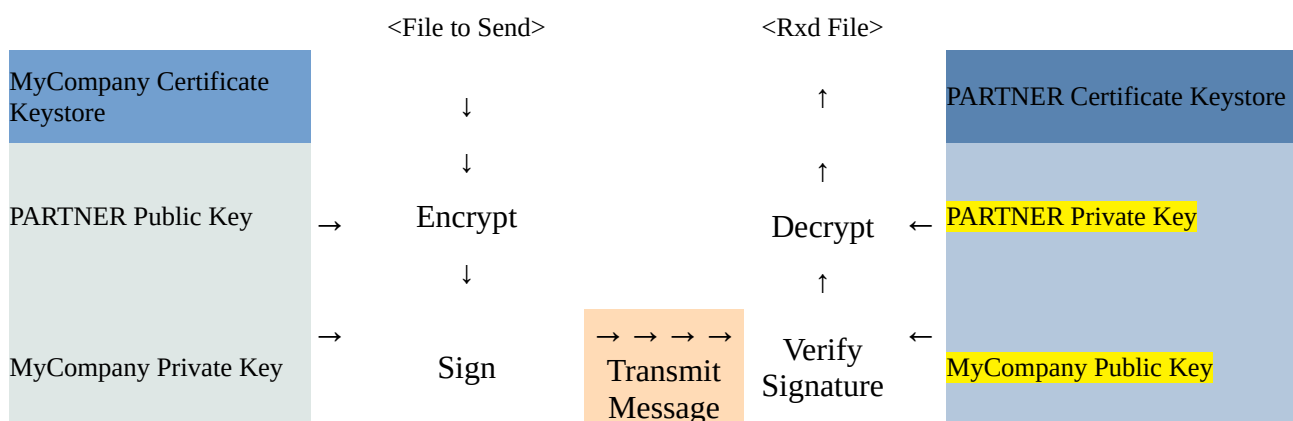 <File to Send>
<Rxd File>
MyCompany Certificate
Keystore
↓
↑
PARTNER Certificate Keystore
↓
↑
PARTNER Public Key
→
Encrypt
Decrypt
←
PARTNER Private Key
↓
↑
MyCompany Private Key
→
Sign
→ → → →
Transmit
Message
Verify
Signature
←
MyCompany Public Key